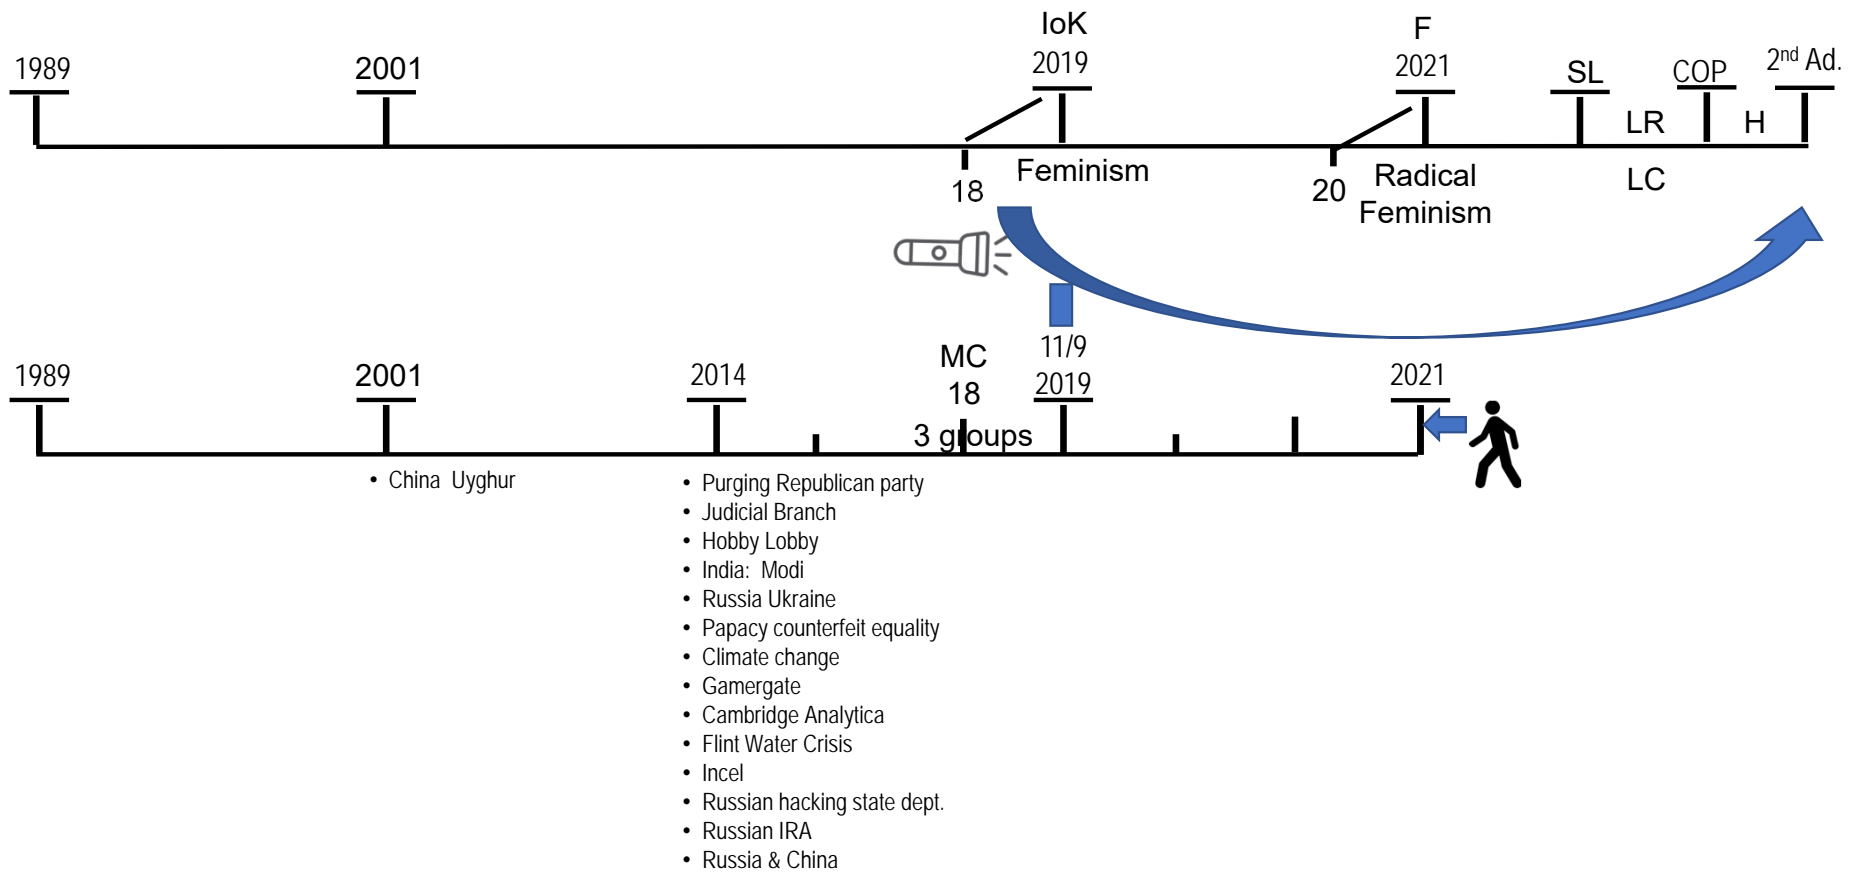 IoK
F
1989
2001
2019
2021
SL
COP
2nd Ad.
LR
H
18
Feminism
20
Radical
Feminism
LC
11/9
MC
1989
2001
2014
18
2019
2021
3 groups
• China Uyghur
• Purging Republican party
• Judicial Branch
• Hobby Lobby
• India: Modi
• Russia Ukraine
• Papacy counterfeit equality
• Climate change
• Gamergate
• Cambridge Analytica
• Flint Water Crisis
• Incel
• Russian hacking state dept.
• Russian IRA
• Russia & China